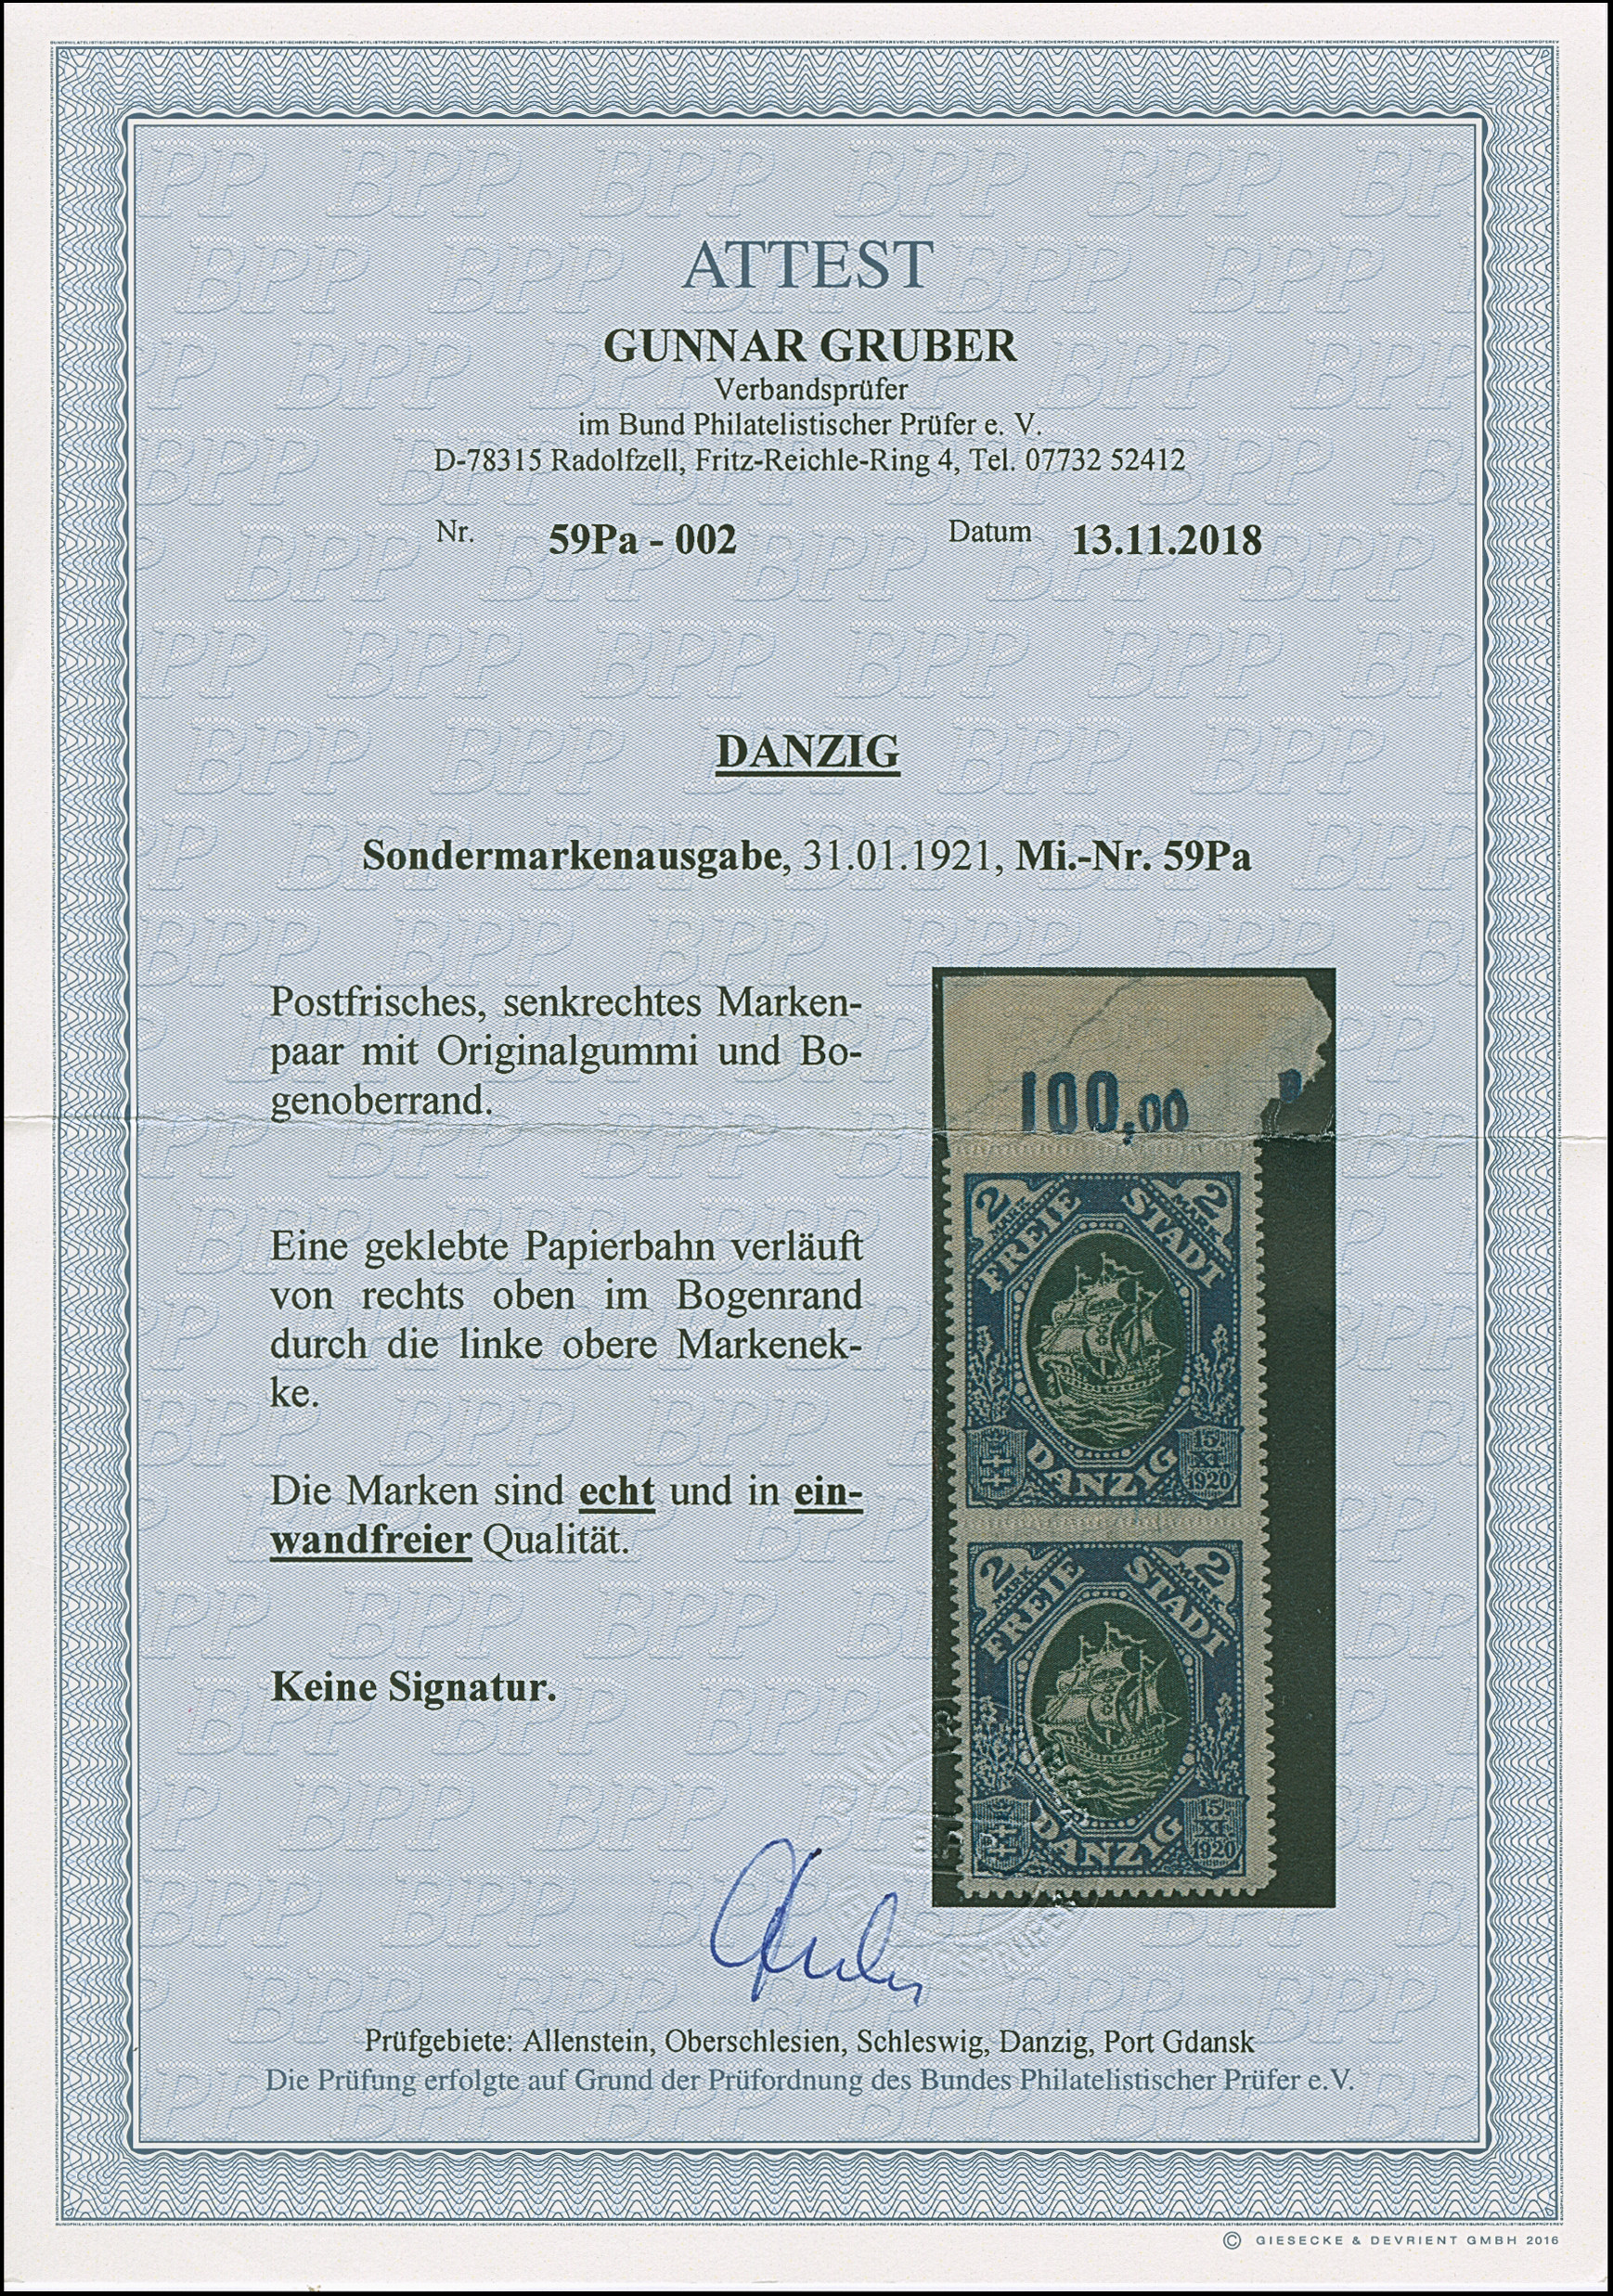 ATTEST
GUNNAR GRUBER
Verbandsprüfer
im Bund Philatelistischer Prüfer e. V.
D-78315 Radolfzell, Fritz-Reichle-Ring 4, Tel. 07732 52412
Nr. 59Pa - 002 Datum 13.11.2018
DANZIG
Sondermarkenausgabe, 31.01.1921, Mi.-Nr. 59Pa
Postfrisches, senkrechtes Marken-
paar mit Originalgummi und Bo-
genoberrand.
Eine geklebte Papierbahn verläuft
von rechts oben im Bogenrand
durch die linke obere Markenek-
ke.
Die Marken sind echt und in ein-
wandfreier Qualität.
Keine Signatur.
100,00
2 MARK 2 MARK
FREIE STADT
DANZIG
15. XI. 1920
2 MARK 2 MARK
FREIE STADT
DANZIG
15. XI. 1920
Prüfgebiete: Allenstein, Oberschlesien, Schleswig, Danzig, Port Gdansk
Die Prüfung erfolgte auf Grund der Prüfordnung des Bundes Philatelistischer Prüfer e.V.
© GIESECKE & DEVRIENT GMBH 2016